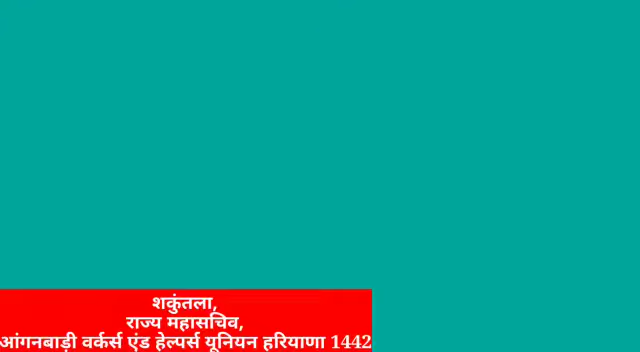 शकुंतला,
राज्य महासचिव,
आंगनबाड़ी वर्कर्स एंड हेल्पर्स यूनियन हरियाणा 1442